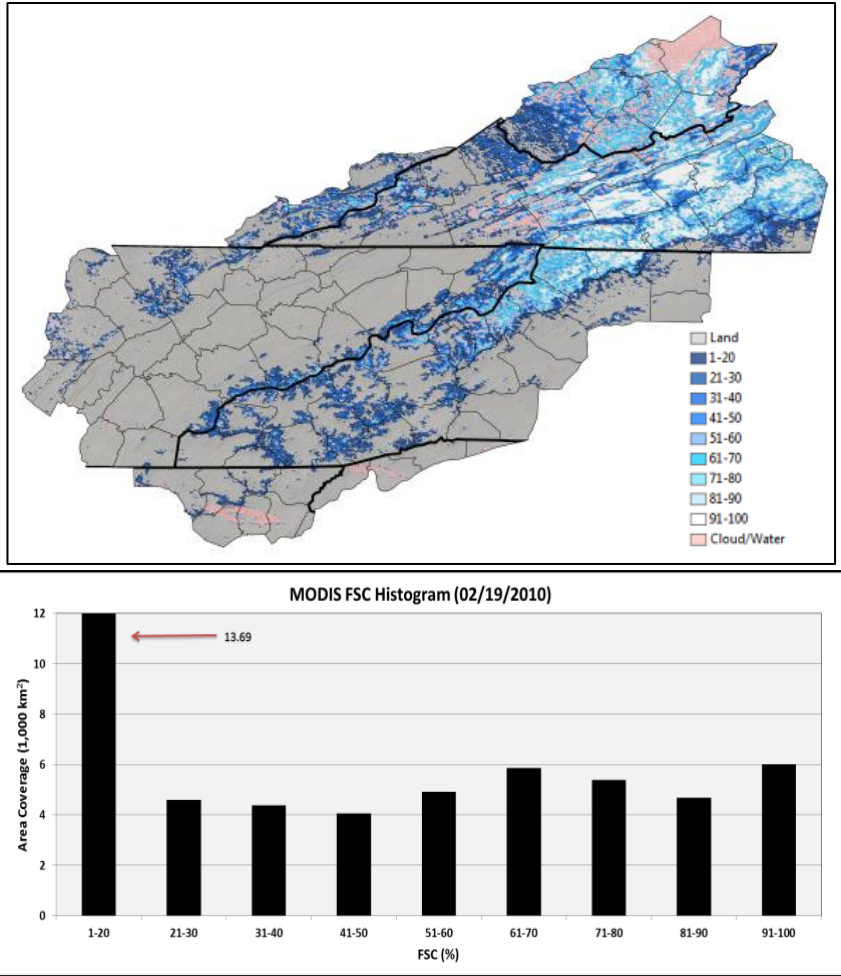 Land
1-20
21-30
31-40
41-50
51-60
61-70
71-80
81-90
91-100
Cloud/Water
MODIS FSC Histogram (02/19/2010)
12
10
8
6
4
2
0
13.69
Area Coverage (1,000 km²)
1-20 21-30 31-40 41-50 51-60 61-70 71-80 81-90 91-100
FSC (%)